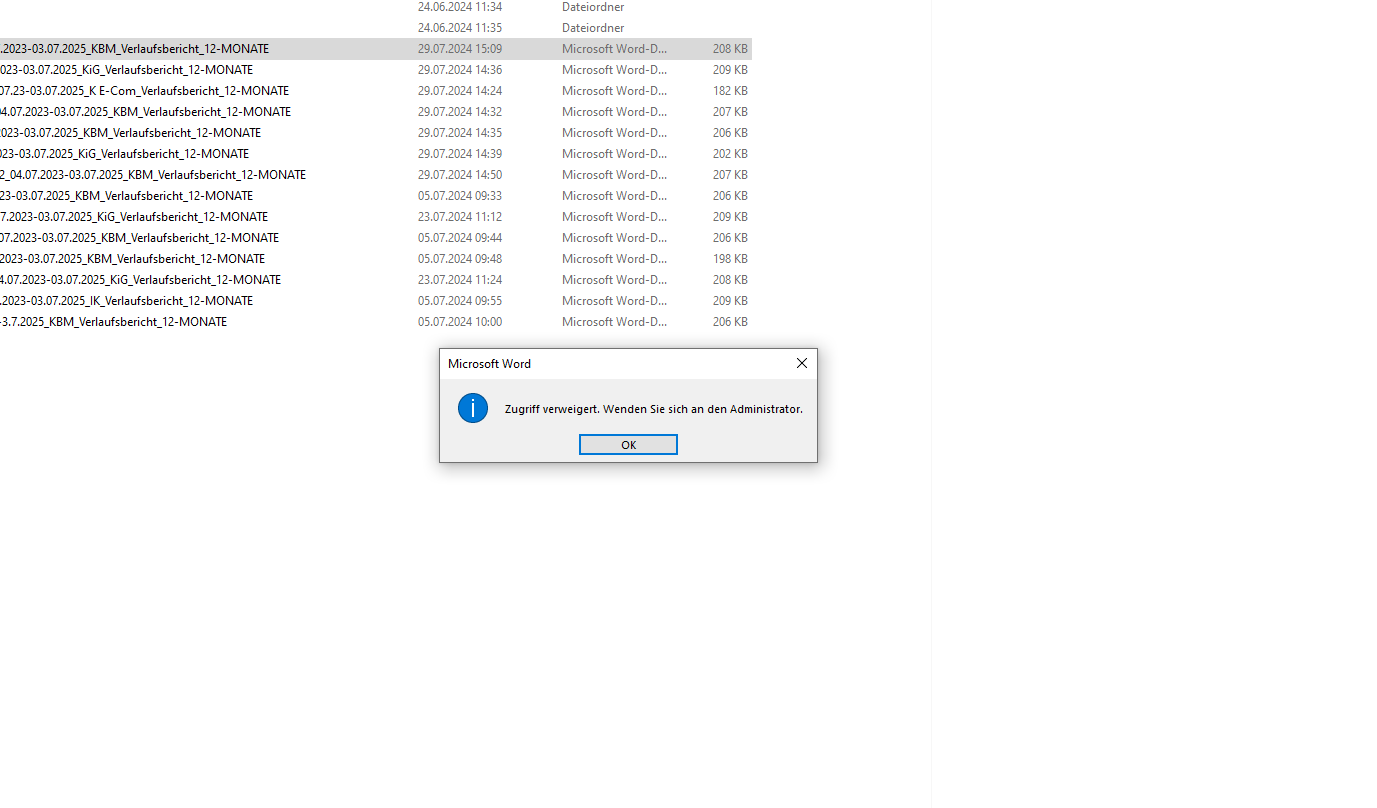 24.06.2024 11:34 Dateiordner
24.06.2024 11:35 Dateiordner
.2023-03.07.2025_KBM_Verlaufsbericht_12-MONATE 29.07.2024 15:09 Microsoft Word-D... 208 KB
023-03.07.2025_KiG_Verlaufsbericht_12-MONATE 29.07.2024 14:36 Microsoft Word-D... 209 KB
07.23-03.07.2025_K E-Com_Verlaufsbericht_12-MONATE 29.07.2024 14:24 Microsoft Word-D... 182 KB
04.07.2023-03.07.2025_KBM_Verlaufsbericht_12-MONATE 29.07.2024 14:32 Microsoft Word-D... 207 KB
2023-03.07.2025_KBM_Verlaufsbericht_12-MONATE 29.07.2024 14:35 Microsoft Word-D... 206 KB
023-03.07.2025_KiG_Verlaufsbericht_12-MONATE 29.07.2024 14:39 Microsoft Word-D... 202 KB
2_04.07.2023-03.07.2025_KBM_Verlaufsbericht_12-MONATE 29.07.2024 14:50 Microsoft Word-D... 207 KB
23-03.07.2025_KBM_Verlaufsbericht_12-MONATE 05.07.2024 09:33 Microsoft Word-D... 206 KB
7.2023-03.07.2025_KiG_Verlaufsbericht_12-MONATE 23.07.2024 11:12 Microsoft Word-D... 209 KB
07.2023-03.07.2025_KBM_Verlaufsbericht_12-MONATE 05.07.2024 09:44 Microsoft Word-D... 206 KB
2023-03.07.2025_KBM_Verlaufsbericht_12-MONATE 05.07.2024 09:48 Microsoft Word-D... 198 KB
4.07.2023-03.07.2025_KiG_Verlaufsbericht_12-MONATE 23.07.2024 11:24 Microsoft Word-D... 208 KB
.2023-03.07.2025_IK_Verlaufsbericht_12-MONATE 05.07.2024 09:55 Microsoft Word-D... 209 KB
-3.7.2025_KBM_Verlaufsbericht_12-MONATE 05.07.2024 10:00 Microsoft Word-D... 206 KB
Microsoft Word
Zugriff verweigert. Wenden Sie sich an den Administrator.
OK